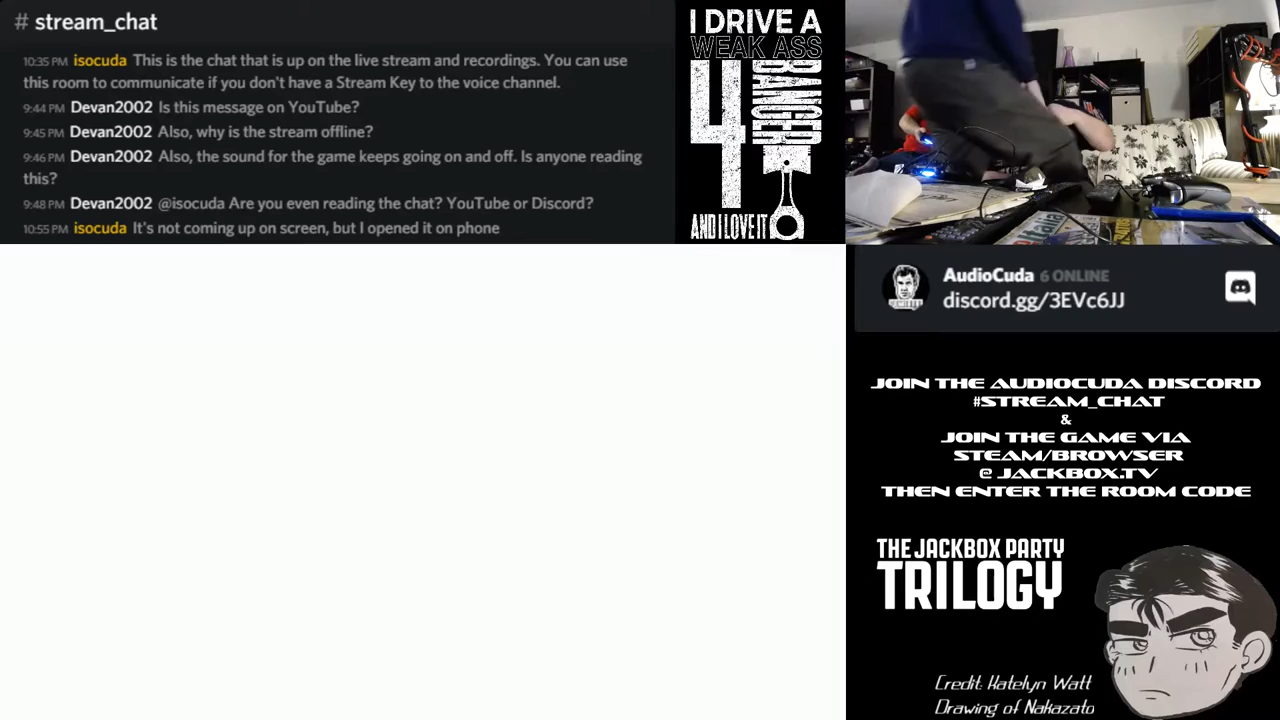 # stream_chat
10:35 PM isocuda This is the chat that is up on the live stream and recordings. You can use
this room to communicate if you don't have a Stream Key to the voice channel.
9:44 PM Devan2002 Is this message on YouTube?
9:45 PM Devan2002 Also, why is the stream offline?
9:46 PM Devan2002 Also, the sound for the game keeps going on and off. Is anyone reading
this?
9:48 PM Devan2002 @isocuda Are you even reading the chat? YouTube or Discord?
10:55 PM isocuda It's not coming up on screen, but I opened it on phone
I DRIVE A
WEAK ASS
4
BANGER
AND I LOVE IT
Italia
AudioCuda 6 ONLINE
discord.gg/3EVc6JJ
JOIN THE AUDIOCUDA DISCORD
#STREAM_CHAT
&
JOIN THE GAME VIA
STEAM/BROWSER
@ JACKBOX.TV
THEN ENTER THE ROOM CODE
THE JACKBOX PARTY
TRILOGY
Credit: Katelyn Watt
Drawing of Nakazato